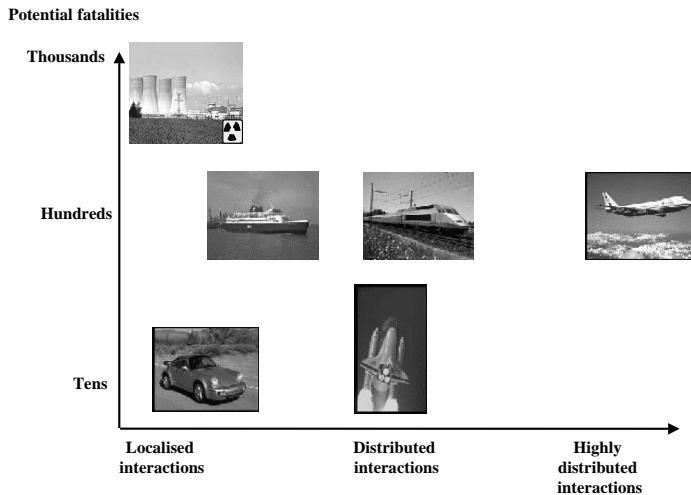 Potential fatalities
Thousands
Hundreds
Tens
Localised
interactions
Distributed
interactions
Highly
distributed
interactions